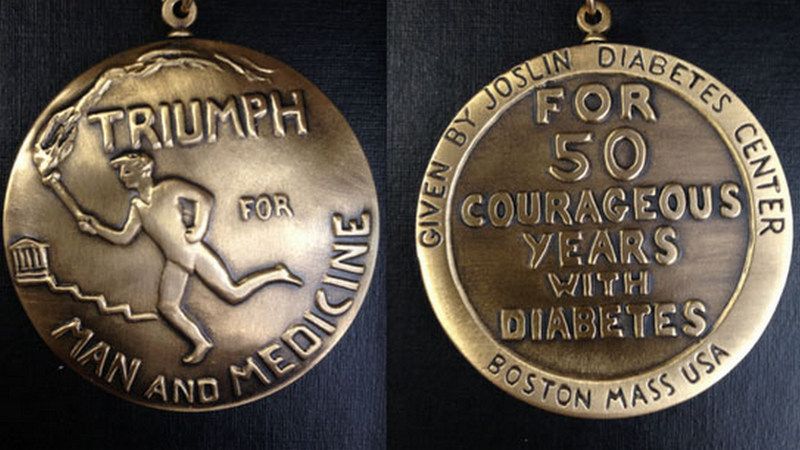 TRIUMPH
FOR
MAN AND MEDICINE
GIVEN BY JOSLIN DIABETES CENTER
FOR
50
COURAGEOUS
YEARS
WITH
DIABETES
BOSTON MASS USA